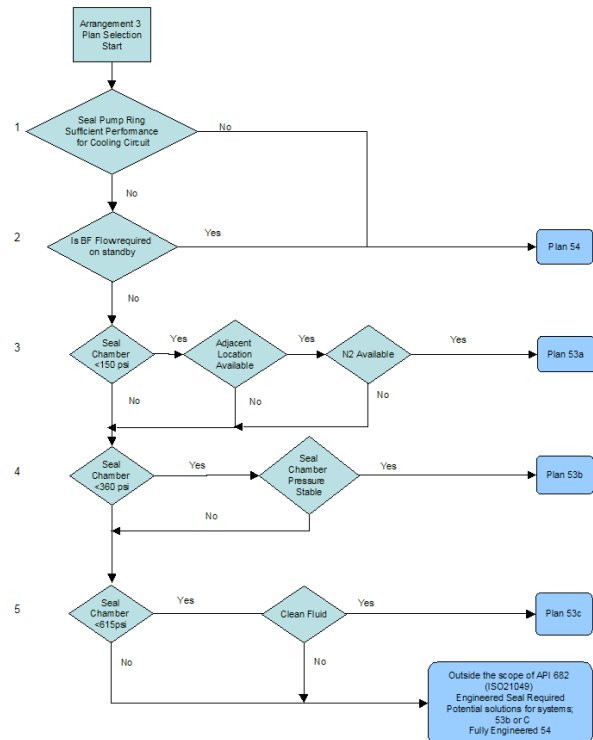 Arrangement 3
Plan Selection
Start
1
Seal Pump Ring
Sufficient Performance
for Cooling Circuit
No
No
2
Is BF Flowrequired
on standby
Yes
Plan 54
No
3
Seal
Chamber
<150 psi
Yes
Adjacent
Location
Available
Yes
N2 Available
Yes
Plan 53a
No
No
No
4
Seal
Chamber
<360 psi
Yes
Seal
Chamber
Pressure
Stable
Yes
Plan 53b
No
5
Seal
Chamber
<615psi
Yes
Clean Fluid
Yes
Plan 53c
No
No
Outside the scope of API 682
(ISO21049)
Engineered Seal Required
Potential solutions for systems;
53b or C
Fully Engineered 54